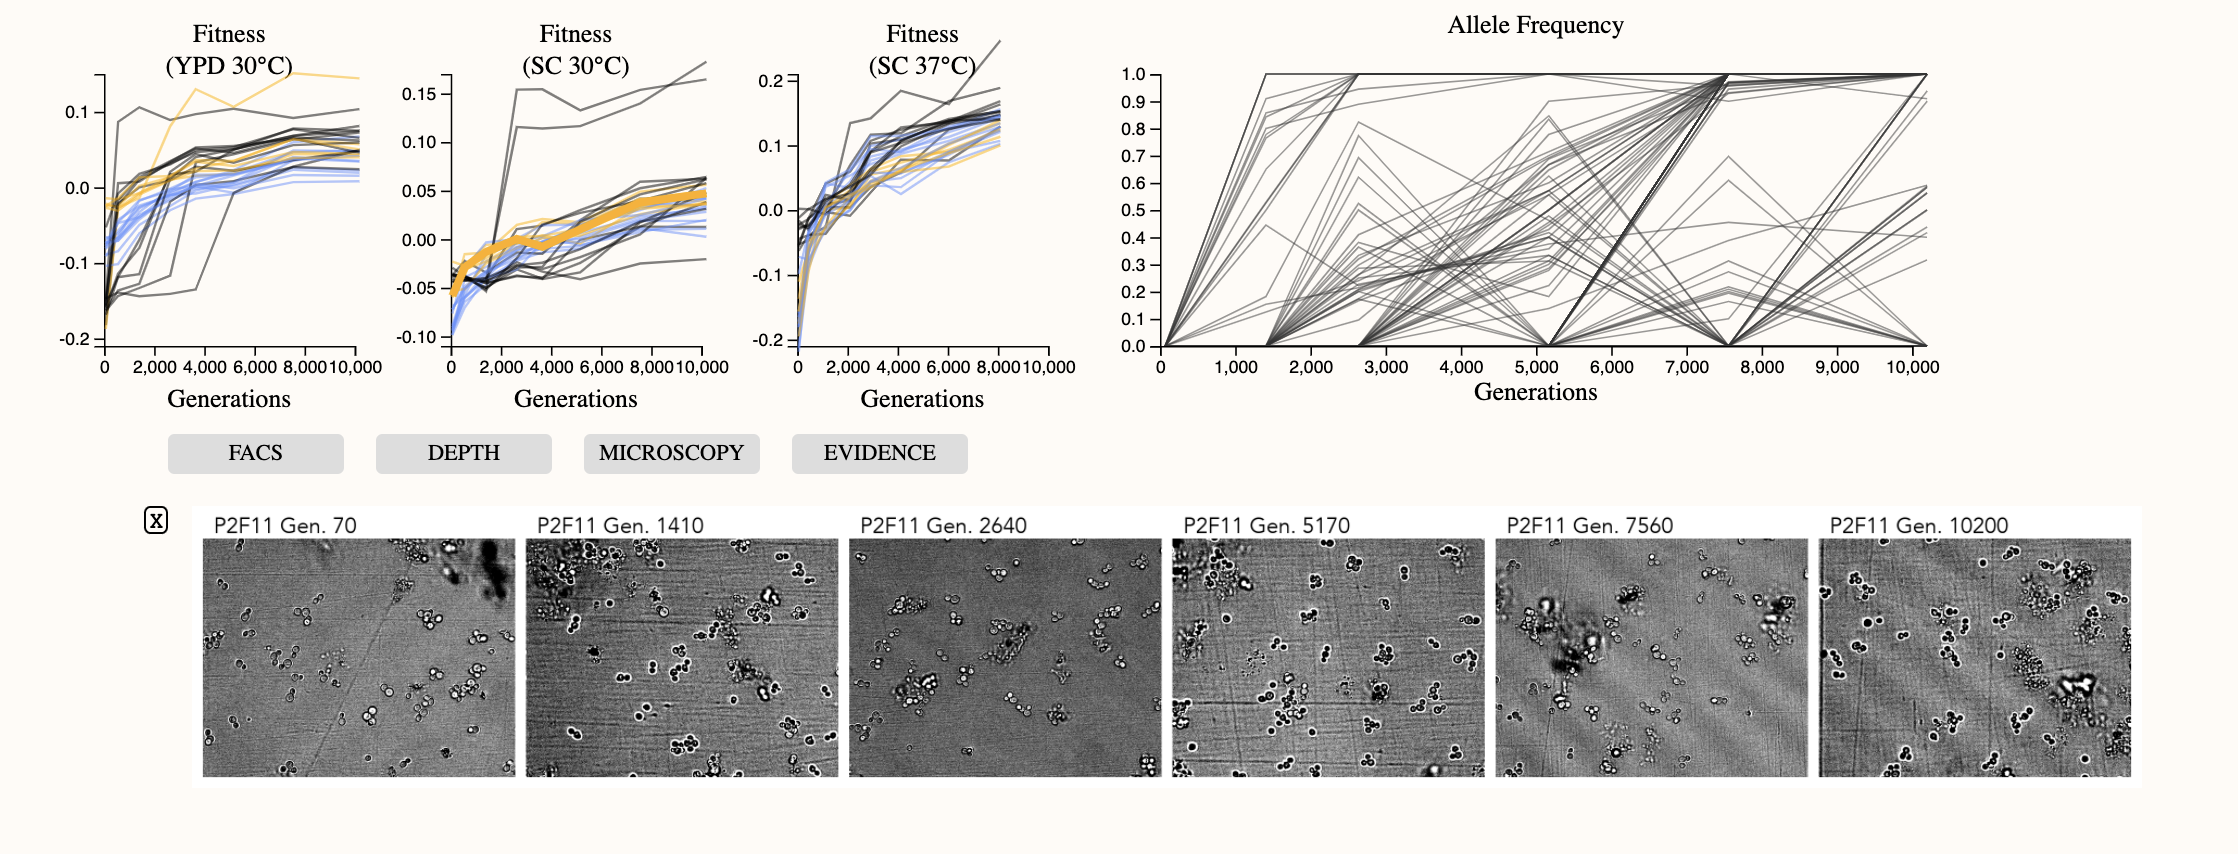 Fitness
(YPD 30°C)
0.1
0.0
-0.1
-0.2
0 2,000 4,000 6,000 8,000 10,000
Generations
Fitness
(SC 30°C)
0.15
0.10
0.05
0.00
-0.05
-0.10
0 2,000 4,000 6,000 8,000 10,000
Generations
Fitness
(SC 37°C)
0.2
0.1
0.0
-0.1
-0.2
0 2,000 4,000 6,000 8,000 10,000
Generations
Allele Frequency
1.0
0.9
0.8
0.7
0.6
0.5
0.4
0.3
0.2
0.1
0.0
0 1,000 2,000 3,000 4,000 5,000 6,000 7,000 8,000 9,000 10,000
Generations
FACS DEPTH MICROSCOPY EVIDENCE
X
P2F11 Gen. 70 P2F11 Gen. 1410 P2F11 Gen. 2640 P2F11 Gen. 5170 P2F11 Gen. 7560 P2F11 Gen. 10200